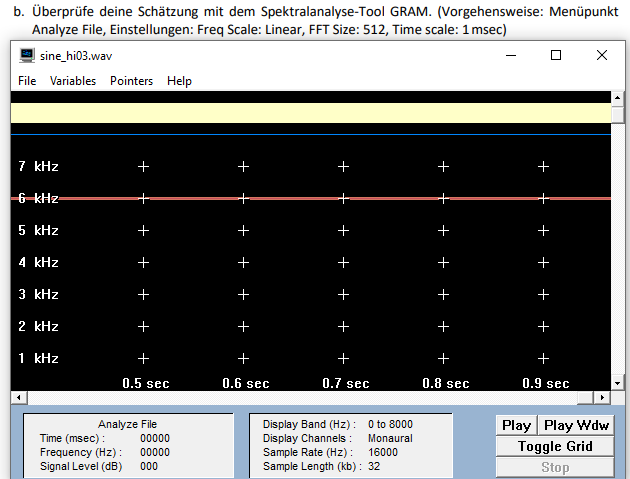 b. Überprüfe deine Schätzung mit dem Spektralanalyse-Tool GRAM. (Vorgehensweise: Menüpunkt
Analyze File, Einstellungen: Freq Scale: Linear, FFT Size: 512, Time scale: 1 msec)
sine_hi03.wav
File Variables Pointers Help
7 kHz
6 kHz
5 kHz
4 kHz
3 kHz
2 kHz
1 kHz
0.5 sec 0.6 sec 0.7 sec 0.8 sec 0.9 sec
Analyze File
Time (msec) : 00000
Frequency (Hz) : 00000
Signal Level (dB) 000
Display Band (Hz) : 0 to 8000
Display Channels : Monaural
Sample Rate (Hz) : 16000
Sample Length (kb) : 32
Play Play Wdw
Toggle Grid
Stop